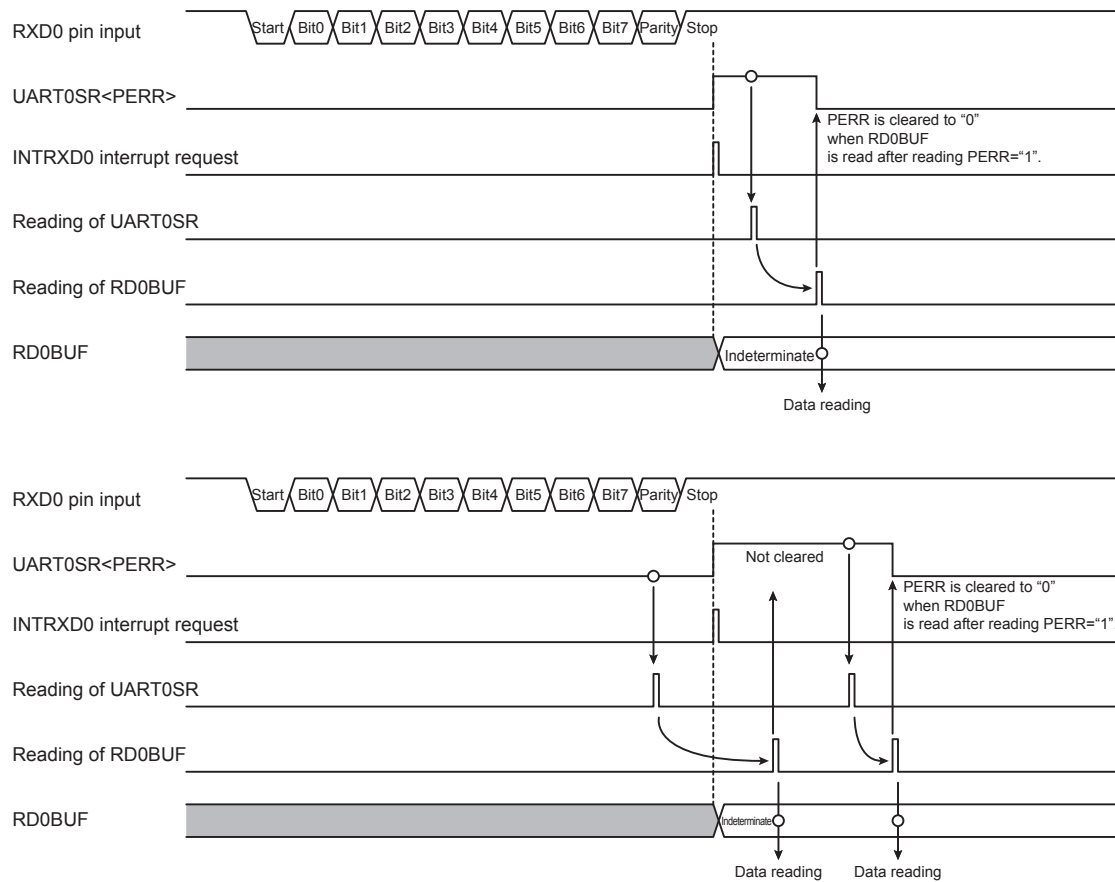 RXD0 pin input
Start Bit0 Bit1 Bit2 Bit3 Bit4 Bit5 Bit6 Bit7 Parity Stop
UART0SR<PERR>
PERR is cleared to “0”
when RD0BUF
is read after reading PERR=“1”.
INTRXD0 interrupt request
Reading of UART0SR
Reading of RD0BUF
RD0BUF
Indeterminate
Data reading
RXD0 pin input
Start Bit0 Bit1 Bit2 Bit3 Bit4 Bit5 Bit6 Bit7 Parity Stop
UART0SR<PERR>
Not cleared
PERR is cleared to “0”
when RD0BUF
is read after reading PERR=“1”
INTRXD0 interrupt request
Reading of UART0SR
Reading of RD0BUF
RD0BUF
Indeterminate
Data reading Data reading